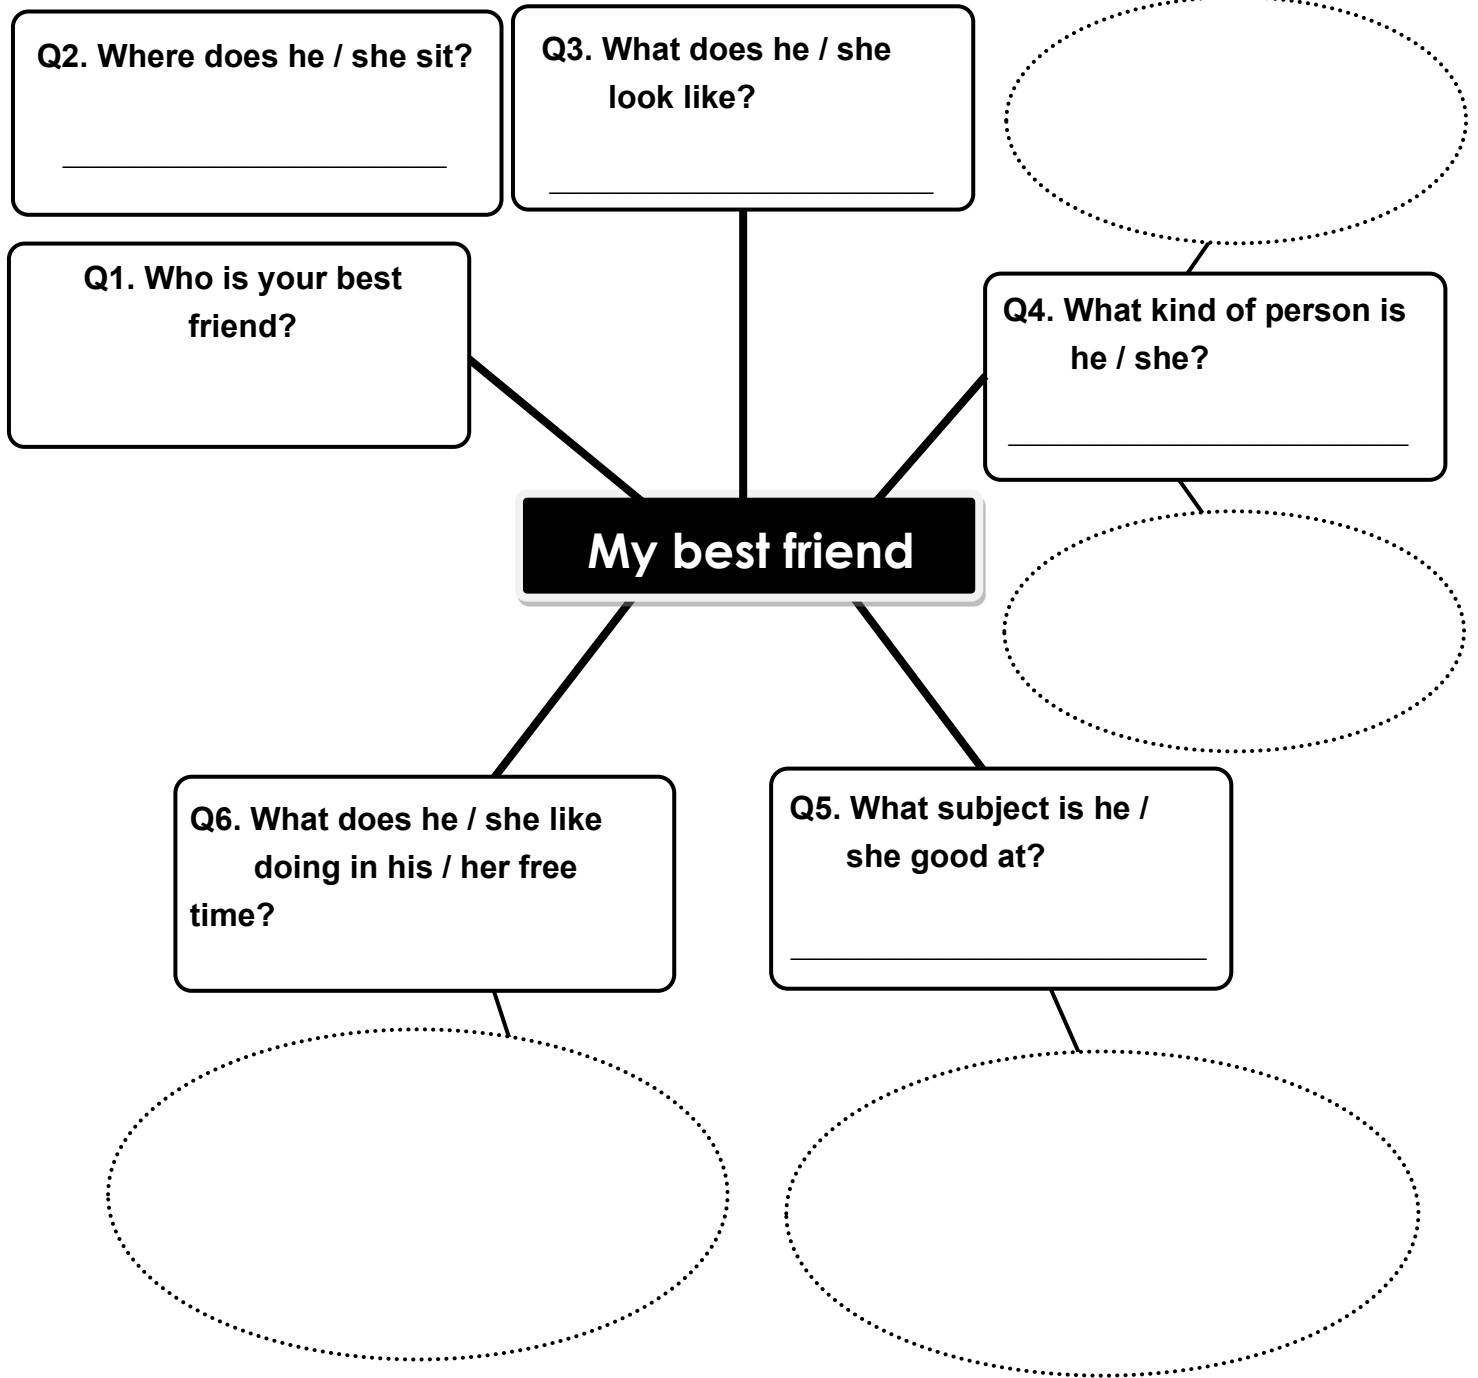 Q2. Where does he / she sit?
Q3. What does he / she
look like?
Q1. Who is your best
friend?
Q4. What kind of person is
he / she?
My best friend
Q6. What does he / she like
doing in his / her free
time?
Q5. What subject is he /
she good at?